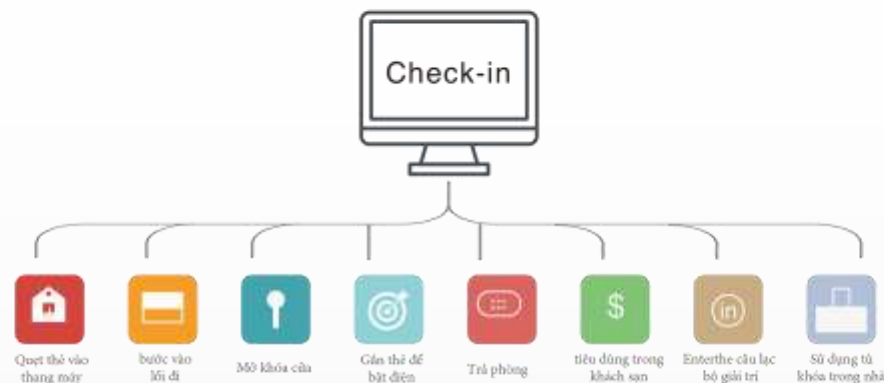 Check-in
in
$
Quẹt thẻ vào
thang máy
bước vào
lối đi
Mở khóa cửa
Gắn thẻ để
bật điện
Trả phòng
tiêu dùng trong
khách sạn
Enterthe câu lạc
bộ giải trí
Sử dụng tủ
khóa trong nhà